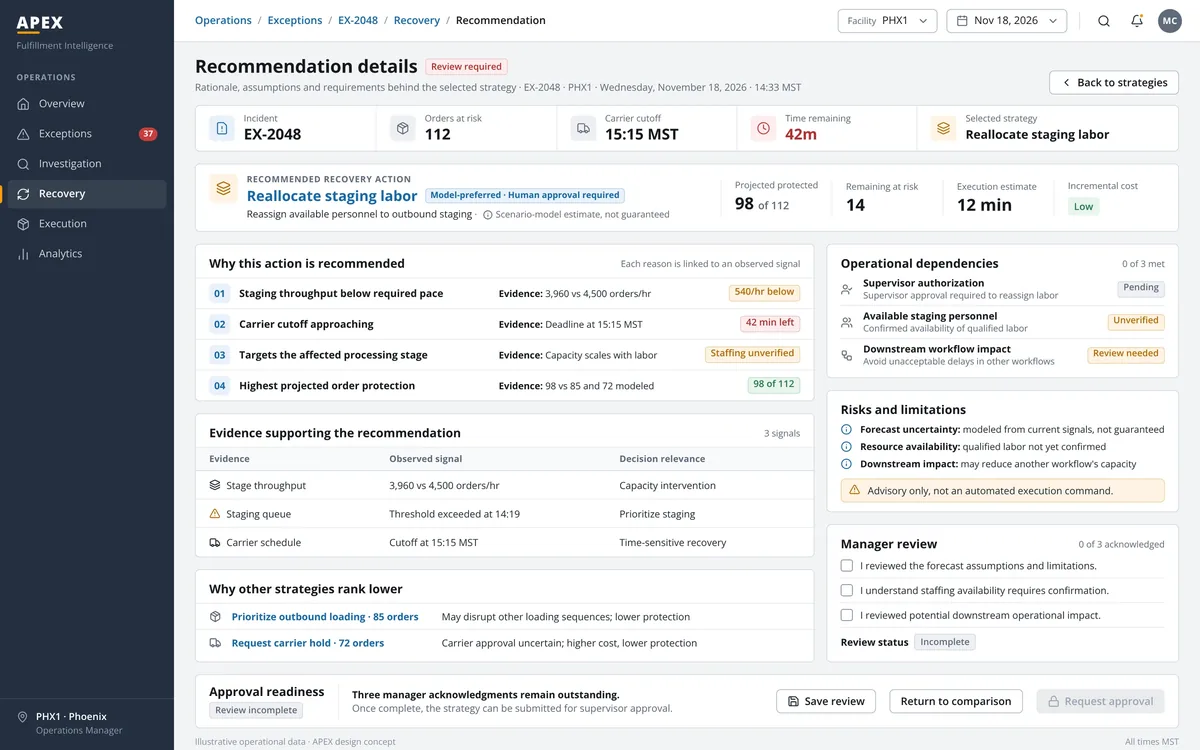 APEX
Fulfillment Intelligence
OPERATIONS
Overview
Exceptions 37
Investigation
Recovery
Execution
Analytics
PHX1 · Phoenix
Operations Manager
Operations / Exceptions / EX-2048 / Recovery / Recommendation
Facility PHX1
Nov 18, 2026
MC
Recommendation details Review required
Rationale, assumptions and requirements behind the selected strategy · EX-2048 · PHX1 · Wednesday, November 18, 2026 · 14:33 MST
Back to strategies
Incident
EX-2048
Orders at risk
112
Carrier cutoff
15:15 MST
Time remaining
42m
Selected strategy
Reallocate staging labor
RECOMMENDED RECOVERY ACTION
Reallocate staging labor Model-preferred · Human approval required
Reassign available personnel to outbound staging · Scenario-model estimate, not guaranteed
Projected protected
98 of 112
Remaining at risk
14
Execution estimate
12 min
Incremental cost
Low
Why this action is recommended Each reason is linked to an observed signal
01 Staging throughput below required pace Evidence: 3,960 vs 4,500 orders/hr 540/hr below
02 Carrier cutoff approaching Evidence: Deadline at 15:15 MST 42 min left
03 Targets the affected processing stage Evidence: Capacity scales with labor Staffing unverified
04 Highest projected order protection Evidence: 98 vs 85 and 72 modeled 98 of 112
Evidence supporting the recommendation 3 signals
Evidence Observed signal Decision relevance
Stage throughput 3,960 vs 4,500 orders/hr Capacity intervention
Staging queue Threshold exceeded at 14:19 Prioritize staging
Carrier schedule Cutoff at 15:15 MST Time-sensitive recovery
Why other strategies rank lower
Prioritize outbound loading · 85 orders May disrupt other loading sequences; lower protection
Request carrier hold · 72 orders Carrier approval uncertain; higher cost, lower protection
Operational dependencies 0 of 3 met
Supervisor authorization Pending
Supervisor approval required to reassign labor
Available staging personnel Unverified
Confirmed availability of qualified labor
Downstream workflow impact Review needed
Avoid unacceptable delays in other workflows
Risks and limitations
Forecast uncertainty: modeled from current signals, not guaranteed
Resource availability: qualified labor not yet confirmed
Downstream impact: may reduce another workflow's capacity
Advisory only, not an automated execution command.
Manager review 0 of 3 acknowledged
I reviewed the forecast assumptions and limitations.
I understand staffing availability requires confirmation.
I reviewed potential downstream operational impact.
Review status Incomplete
Approval readiness
Review incomplete
Three manager acknowledgments remain outstanding.
Once complete, the strategy can be submitted for supervisor approval.
Save review
Return to comparison
Request approval
Illustrative operational data · APEX design concept
All times MST